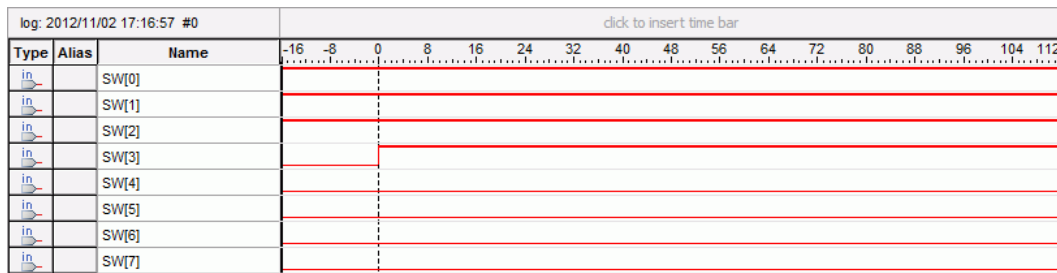 log: 2012/11/02 17:16:57 #0 click to insert time bar
Type Alias Name -16 -8 0 8 16 24 32 40 48 56 64 72 80 88 96 104 112
in SW[0]
in SW[1]
in SW[2]
in SW[3]
in SW[4]
in SW[5]
in SW[6]
in SW[7]